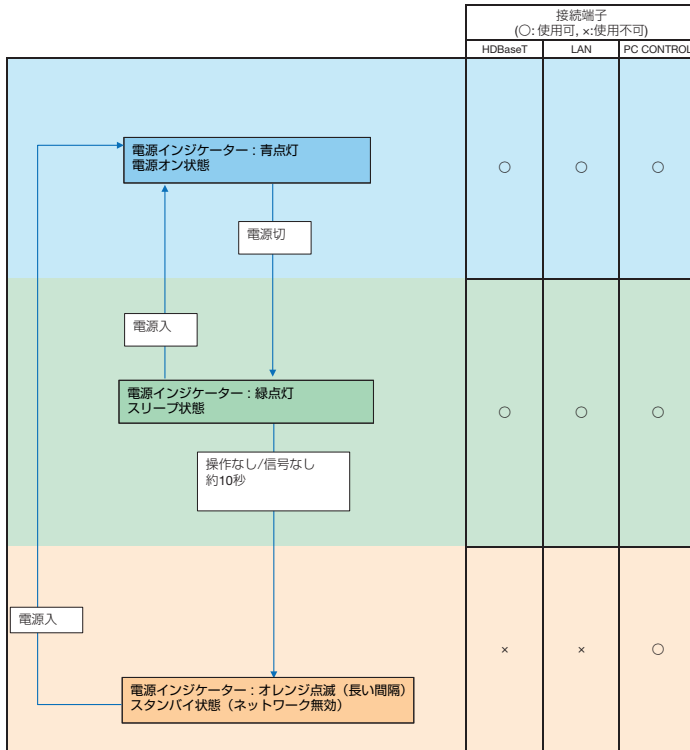 接続端子
(〇: 使用可, ×:使用不可)
HDBaseT LAN PC CONTROL
電源インジケーター : 青点灯
電源オン状態
〇 〇 〇
電源切
電源入
電源インジケーター : 緑点灯
スリープ状態
〇 〇 〇
操作なし/信号なし
約10秒
電源入
× × 〇
電源インジケーター : オレンジ点滅（長い間隔）
スタンバイ状態（ネットワーク無効）